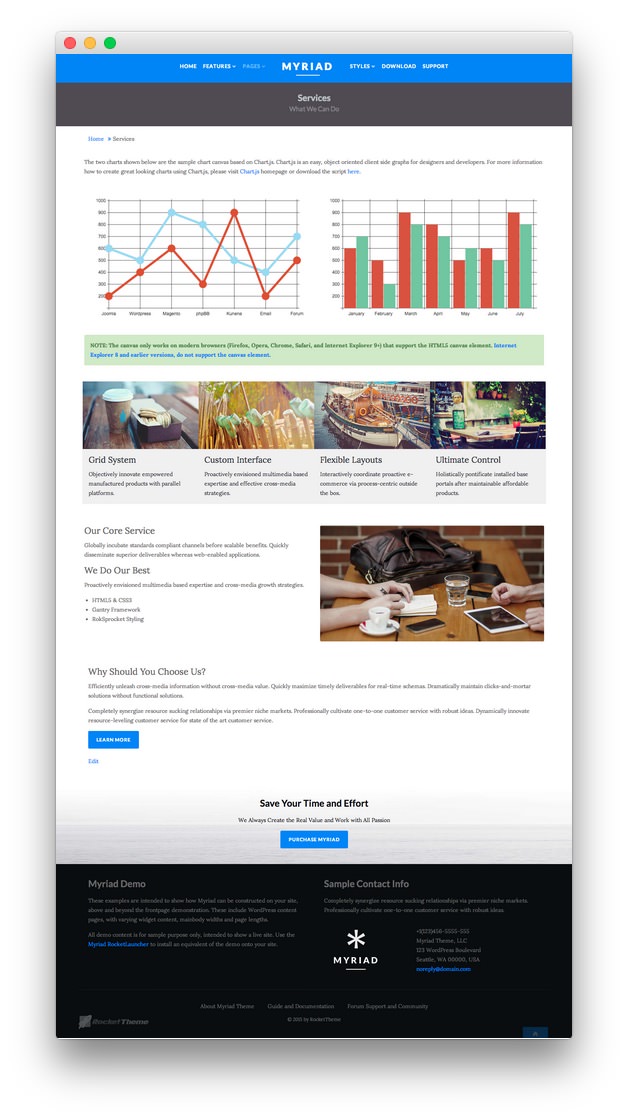 HOME FEATURES PAGES MYRIAD STYLES DOWNLOAD SUPPORT
Services
What We Can Do
Home » Services
The two charts shown below are the sample chart canvas based on Chart.js. Chart.js is an easy, object oriented client side graphs for designers and developers. For more information
how to create great looking charts using Chart.js, please visit Chart.js homepage or download the script here.
1000
900
800
700
600
500
400
300
200
Joomla Wordpress Magento phpBB Kunena Email Forum
1000
900
800
700
600
500
400
300
200
January February March April May June July
NOTE: The canvas only works on modern browsers (Firefox, Opera, Chrome, Safari, and Internet Explorer 9+) that support the HTML5 canvas element. Internet
Explorer 8 and earlier versions, do not support the canvas element.
Grid System
Objectively innovate empowered
manufactured products with parallel
platforms.
Custom Interface
Proactively envisioned multimedia based
expertise and effective cross-media
strategies.
Flexible Layouts
Interactively coordinate proactive e-
commerce via process-centric outside
the box.
Ultimate Control
Holistically pontificate installed base
portals after maintainable affordable
products.
Our Core Service
Globally incubate standards compliant channels before scalable benefits. Quickly
disseminate superior deliverables whereas web-enabled applications.
We Do Our Best
Proactively envisioned multimedia based expertise and cross-media growth strategies.
• HTML5 & CSS3
• Gantry Framework
• RokSprocket Styling
Why Should You Choose Us?
Efficiently unleash cross-media information without cross-media value. Quickly maximize timely deliverables for real-time schemas. Dramatically maintain clicks-and-mortar
solutions without functional solutions.
Completely synergize resource sucking relationships via premier niche markets. Professionally cultivate one-to-one customer service with robust ideas. Dynamically innovate
resource-leveling customer service for state of the art customer service.
LEARN MORE
Edit
Save Your Time and Effort
We Always Create the Real Value and Work with All Passion
PURCHASE MYRIAD
Myriad Demo
These examples are intended to show how Myriad can be constructed on your site,
above and beyond the frontpage demonstration. These include WordPress content
pages, with varying widget content, mainbody widths and page lengths.
All demo content is for sample purpose only, intended to show a live site. Use the
Myriad RocketLauncher to install an equivalent of the demo onto your site.
Sample Contact Info
Completely synergize resource sucking relationships via premier niche markets.
Professionally cultivate one-to-one customer service with robust ideas.
MYRIAD
+1(123)456-5555-555
Myriad Theme, LLC
123 WordPress Boulevard
Seattle, WA 00000, USA
noreply@domain.com
About Myriad Theme Guide and Documentation Forum Support and Community
© 2015 by RocketTheme
RocketTheme